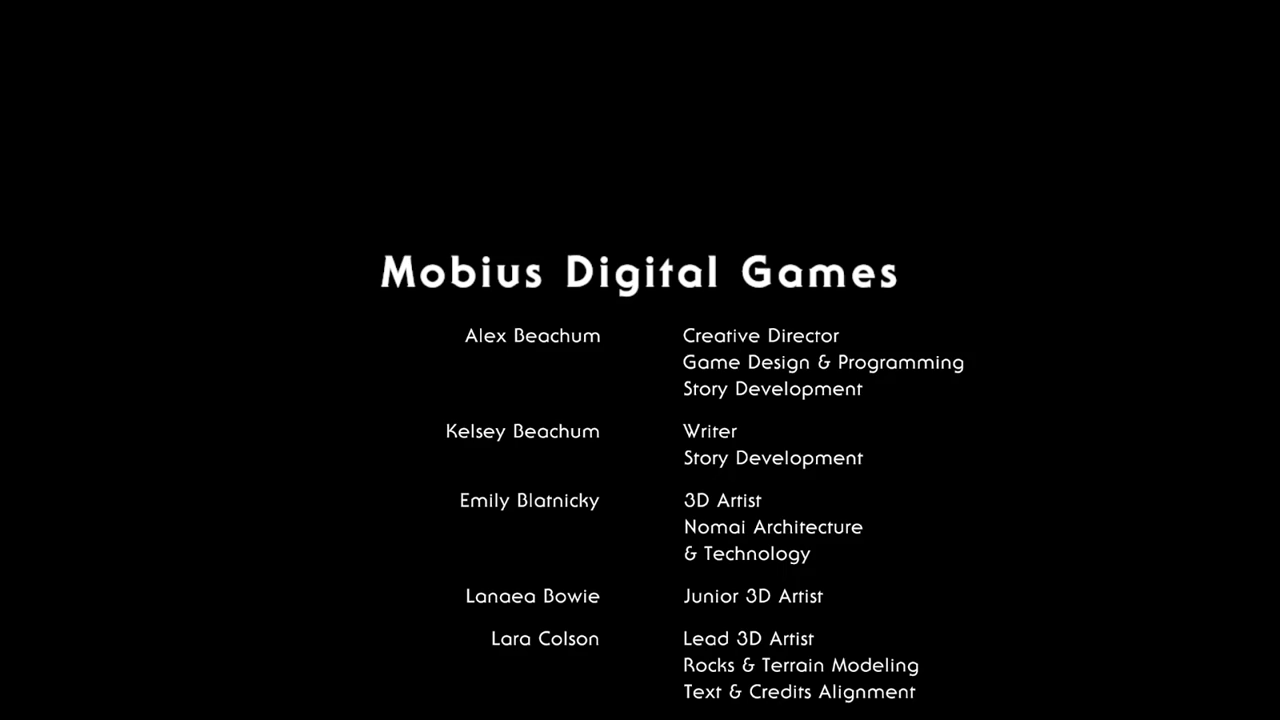 Mobius Digital Games
Alex Beachum Creative Director
Game Design & Programming
Story Development
Kelsey Beachum Writer
Story Development
Emily Blatnicky 3D Artist
Nomai Architecture
& Technology
Lanaea Bowie Junior 3D Artist
Lara Colson Lead 3D Artist
Rocks & Terrain Modeling
Text & Credits Alignment